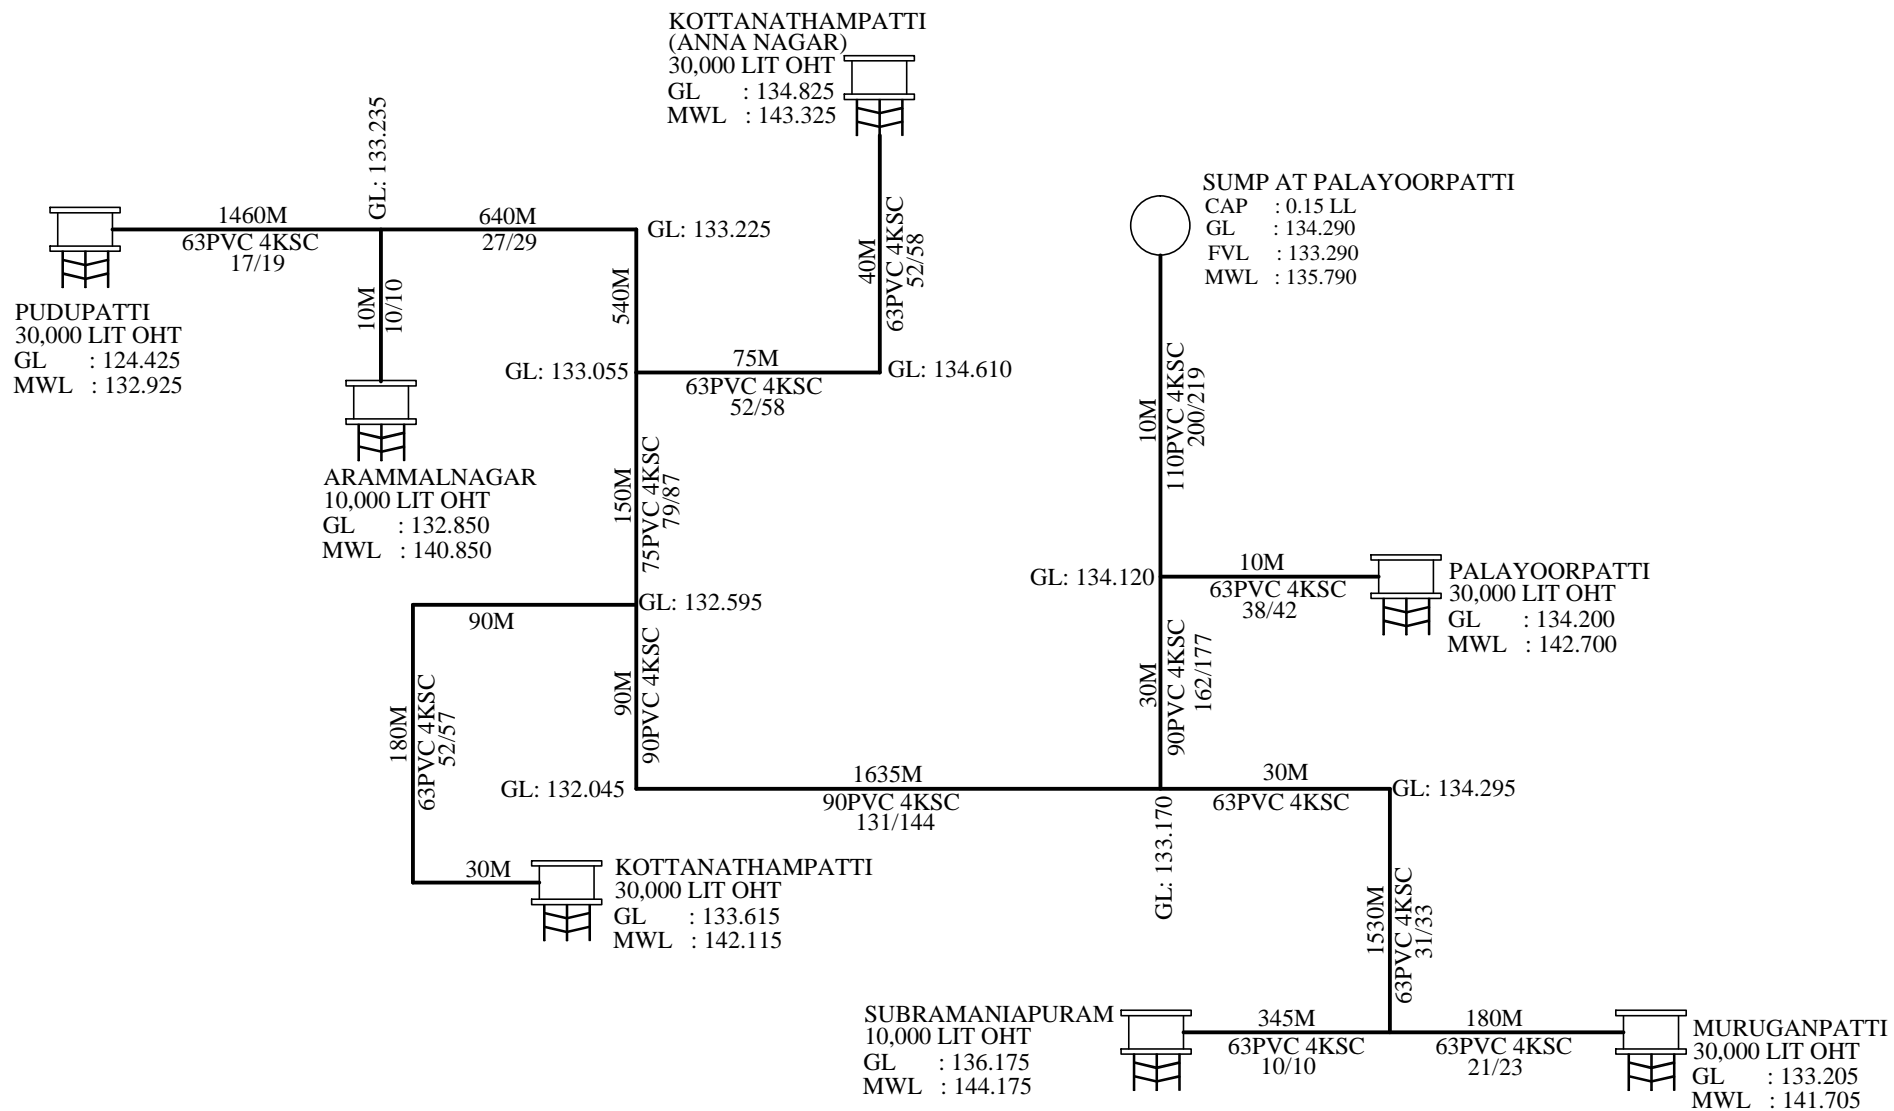 KOTTANATHAMPATTI
(ANNA NAGAR)
30,000 LIT OHT
GL : 134.825
MWL : 143.325
GL: 133.235
SUMP AT PALAYOORPATTI
CAP : 0.15 LL
GL : 134.290
FVL : 133.290
MWL : 135.790
1460M
63PVC 4KSC
17/19
640M
27/29
GL: 133.225
40M
63PVC 4KSC
52/58
PUDUPATTI
30,000 LIT OHT
GL : 124.425
MWL : 132.925
10M
10/10
540M
GL: 133.055
75M
63PVC 4KSC
52/58
GL: 134.610
10M
110PVC 4KSC
200/219
ARAMMALNAGAR
10,000 LIT OHT
GL : 132.850
MWL : 140.850
150M
75PVC 4KSC
79/87
GL: 134.120
10M
63PVC 4KSC
38/42
PALAYOORPATTI
30,000 LIT OHT
GL : 134.200
MWL : 142.700
GL: 132.595
90M
180M
63PVC 4KSC
52/57
90M
90PVC 4KSC
30M
90PVC 4KSC
162/177
GL: 132.045
1635M
90PVC 4KSC
131/144
30M
63PVC 4KSC
GL: 134.295
GL: 133.170
30M
KOTTANATHAMPATTI
30,000 LIT OHT
GL : 133.615
MWL : 142.115
1530M
63PVC 4KSC
31/33
SUBRAMANIAPURAM
10,000 LIT OHT
GL : 136.175
MWL : 144.175
345M
63PVC 4KSC
10/10
180M
63PVC 4KSC
21/23
MURUGANPATTI
30,000 LIT OHT
GL : 133.205
MWL : 141.705